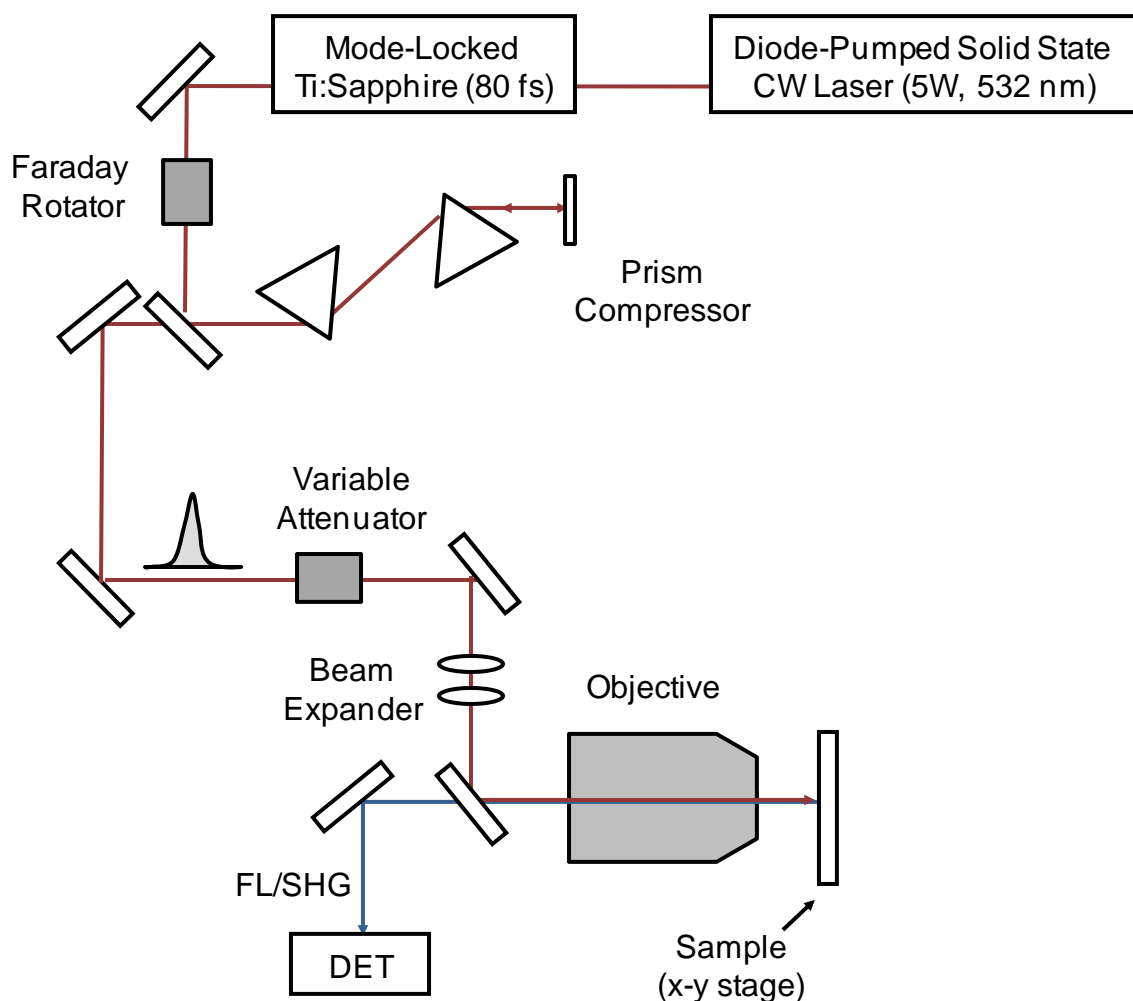 Mode-Locked
Ti:Sapphire (80 fs)
Diode-Pumped Solid State
CW Laser (5W, 532 nm)
Faraday
Rotator
Prism
Compressor
Variable
Attenuator
Beam
Expander
Objective
FL/SHG
DET
Sample
(x-y stage)